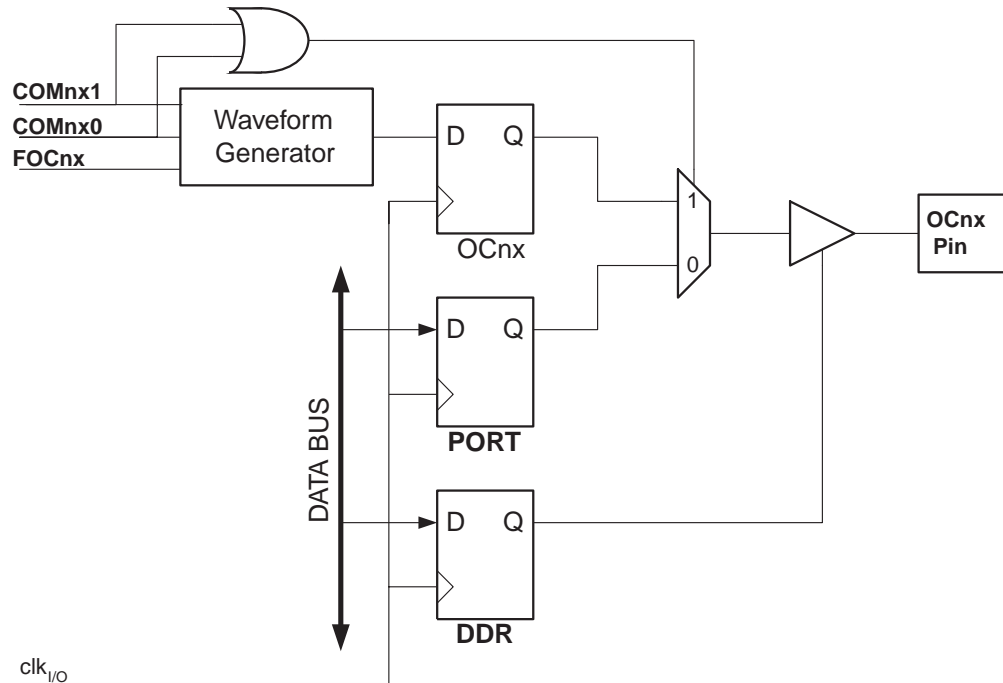 COMnx1
COMnx0
FOCnx
Waveform
Generator
D Q
OCnx
1
0
OCnx
Pin
D Q
PORT
DATA BUS
D Q
DDR
clkI/O